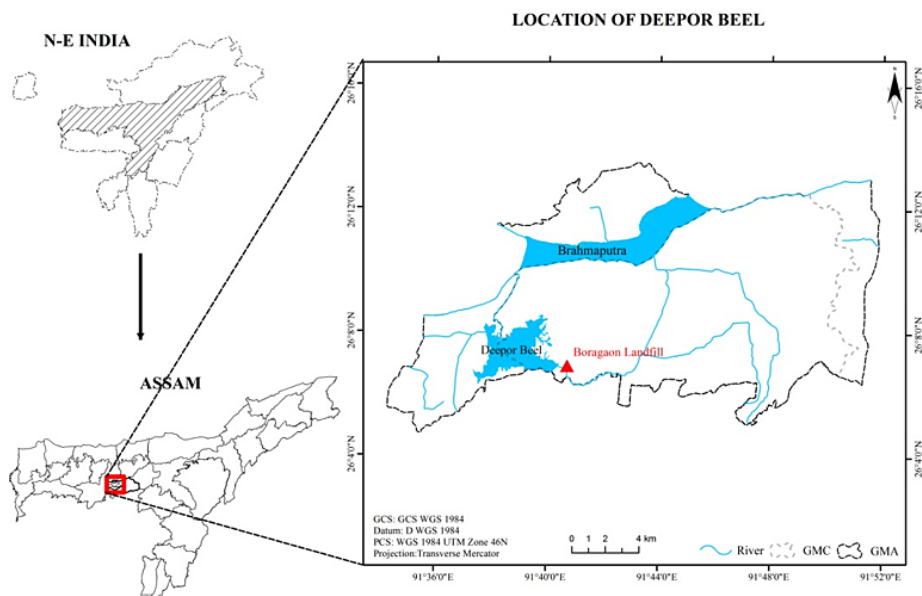 LOCATION OF DEEPOR BEEL
N-E INDIA
ASSAM
26°16'0"N
26°12'0"N
26°8'0"N
26°4'0"N
N
26°16'0"N
26°12'0"N
26°8'0"N
26°4'0"N
Brahmaputra
Deepor Beel
Boragaon Landfill
GCS: GCS WGS 1984
Datum: D WGS 1984
PCS: WGS 1984 UTM Zone 46N
Projection:Transverse Mercator
0 2 4 km
River GMC GMA
91°36'0"E 91°40'0"E 91°44'0"E 91°48'0"E 91°52'0"E